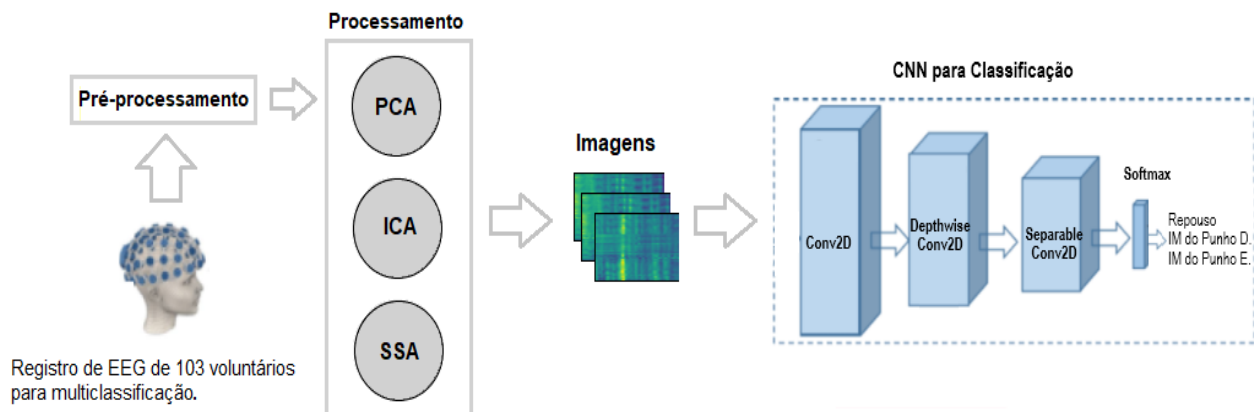 Processamento
Pré-processamento
PCA
ICA
SSA
Registro de EEG de 103 voluntários
para multiclassificação.
Imagens
CNN para Classificação
Conv2D
Depthwise
Conv2D
Separable
Conv2D
Softmax
Repouso
IM do Punho D.
IM do Punho E.